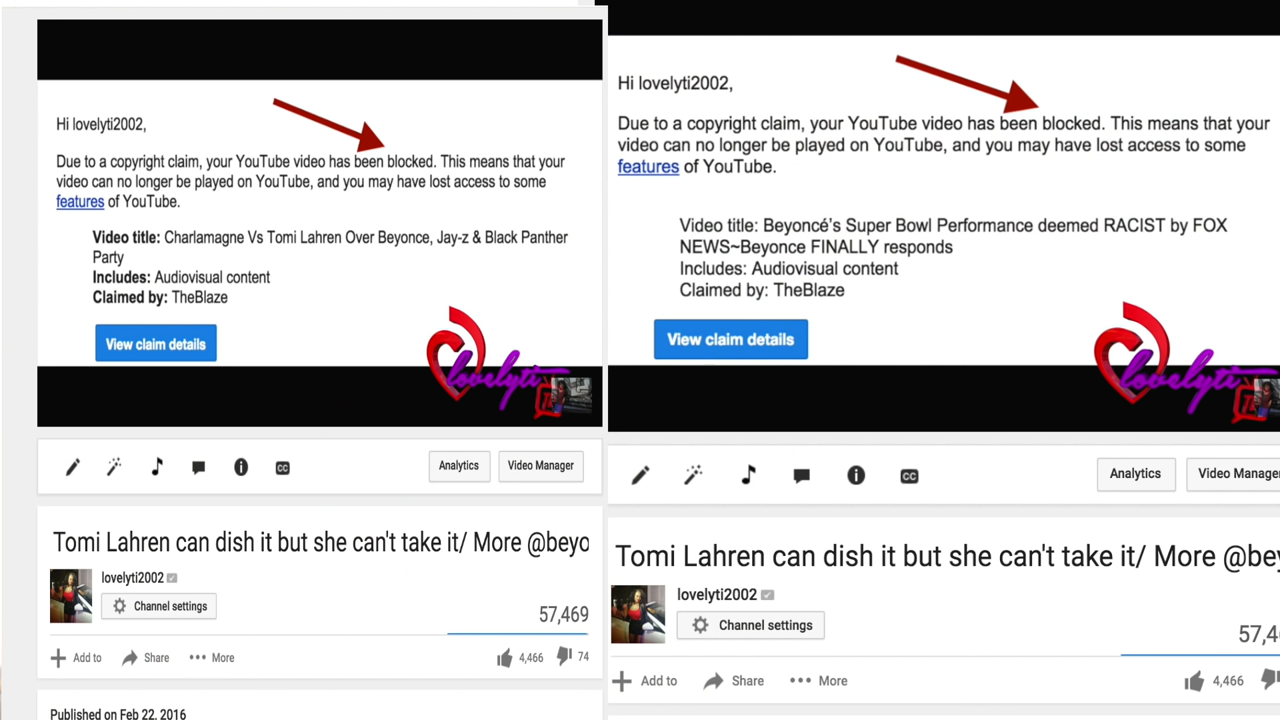 Hi lovelyti2002,
Due to a copyright claim, your YouTube video has been blocked. This means that your
video can no longer be played on YouTube, and you may have lost access to some
features of YouTube.
Video title: Charlamagne Vs Tomi Lahren Over Beyonce, Jay-z & Black Panther
Party
Includes: Audiovisual content
Claimed by: TheBlaze
View claim details
lovelyti
Analytics
Video Manager
Tomi Lahren can dish it but she can't take it/ More @beyo
lovelyti2002
Channel settings
57,469
Add to
Share
More
4,466
74
Published on Feb 22, 2016
Hi lovelyti2002,
Due to a copyright claim, your YouTube video has been blocked. This means that your
video can no longer be played on YouTube, and you may have lost access to some
features of YouTube.
Video title: Beyoncé's Super Bowl Performance deemed RACIST by FOX
NEWS~Beyonce FINALLY responds
Includes: Audiovisual content
Claimed by: TheBlaze
View claim details
lovelyti
Analytics
Video Manager
Tomi Lahren can dish it but she can't take it/ More @bey
lovelyti2002
Channel settings
57,4
Add to
Share
More
4,466